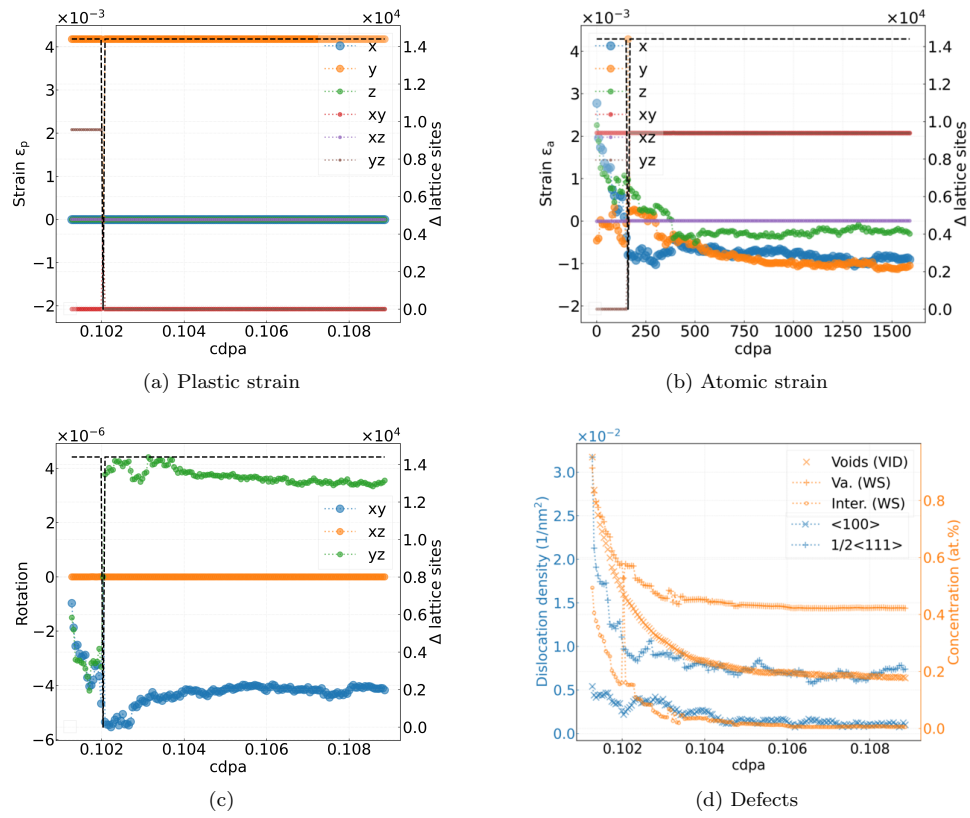 ×10⁻³
×10⁴
4
3
2
1
0
−1
−2
1.4
1.2
1.0
0.8
0.6
0.4
0.2
0.0
x
y
z
xy
xz
yz
Strain εₚ
Δ lattice sites
0.102
0.104
0.106
0.108
cdpa
(a) Plastic strain
×10⁻³
×10⁴
4
3
2
1
0
−1
−2
1.4
1.2
1.0
0.8
0.6
0.4
0.2
0.0
x
y
z
xy
xz
yz
Strain εₐ
Δ lattice sites
0
250
500
750
1000
1250
1500
cdpa
(b) Atomic strain
×10⁻⁶
×10⁴
4
2
0
−2
−4
−6
1.4
1.2
1.0
0.8
0.6
0.4
0.2
0.0
xy
xz
yz
Rotation
Δ lattice sites
0.102
0.104
0.106
0.108
cdpa
(c)
×10⁻²
3.0
2.5
2.0
1.5
1.0
0.5
0.0
0.8
0.6
0.4
0.2
0.0
Voids (VID)
Va. (WS)
Inter. (WS)
<100>
1/2<111>
Dislocation density (1/nm²)
Concentration (at.%)
0.102
0.104
0.106
0.108
cdpa
(d) Defects